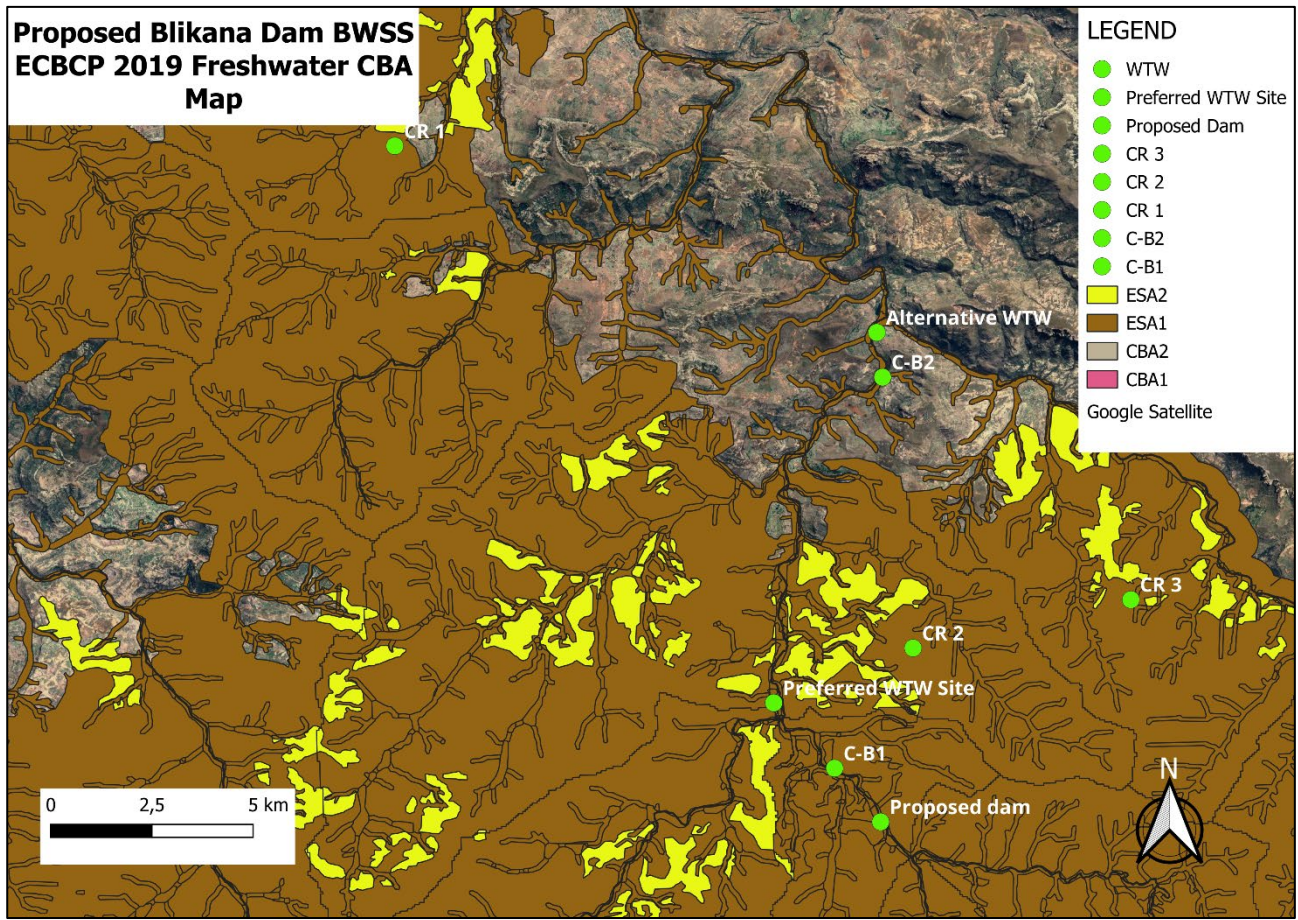 Proposed Blikana Dam BWSS
ECBCP 2019 Freshwater CBA
Map
LEGEND
WTW
Preferred WTW Site
Proposed Dam
CR 3
CR 2
CR 1
C-B2
C-B1
ESA2
ESA1
CBA2
CBA1
Google Satellite
CR 1
Alternative WTW
C-B2
CR 3
CR 2
Preferred WTW Site
C-B1
Proposed dam
N
0 2,5 5 km